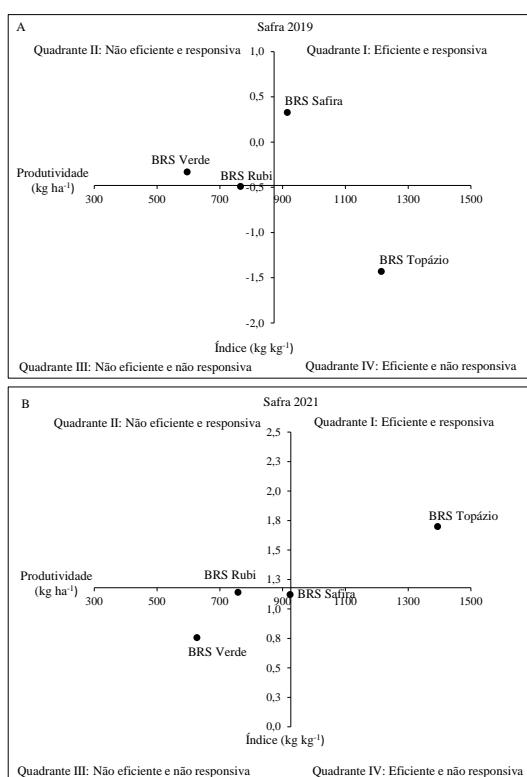 A
Safra 2019
Quadrante II: Não eficiente e responsiva
Quadrante I: Eficiente e responsiva
1,0
0,5
0,0
-0,5
-1,0
-1,5
-2,0
BRS Safira
BRS Verde
BRS Rubi
BRS Topázio
Produtividade
(kg ha-1)
300 500 700 900 1100 1300 1500
Índice (kg kg-1)
Quadrante III: Não eficiente e não responsiva
Quadrante IV: Eficiente e não responsiva
B
Safra 2021
Quadrante II: Não eficiente e responsiva
Quadrante I: Eficiente e responsiva
2,5
2,3
2,0
1,8
1,5
1,3
1,0
0,8
0,5
0,3
0,0
BRS Topázio
BRS Rubi
BRS Safira
BRS Verde
Produtividade
(kg ha-1)
300 500 700 900 1100 1300 1500
Índice (kg kg-1)
Quadrante III: Não eficiente e não responsiva
Quadrante IV: Eficiente e não responsiva